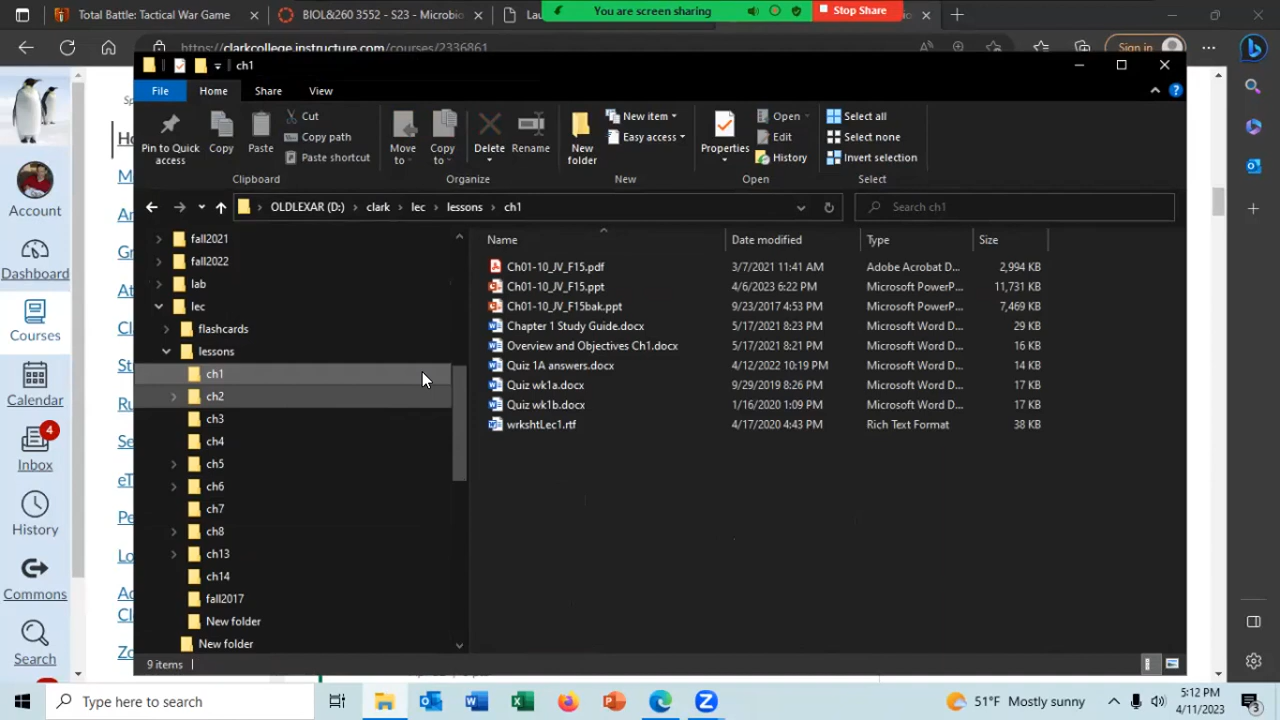 Total Battle: Tactical War Game
BIOL&260 3552 - S23 - Microbio
You are screen sharing
Stop Share
https://clarkcollege.instructure.com/courses/2336861
Sign in
ch1
File
Home
Share
View
Pin to Quick access
Copy
Paste
Cut
Copy path
Paste shortcut
Clipboard
Move to
Copy to
Delete
Rename
Organize
New folder
New item
Easy access
New
Properties
Open
Edit
History
Open
Select all
Select none
Invert selection
Select
OLDLEXAR (D:) > clark > lec > lessons > ch1
Search ch1
Account
Dashboard
Courses
Calendar
4
Inbox
History
Commons
Search
fall2021
fall2022
lab
lec
flashcards
lessons
ch1
ch2
ch3
ch4
ch5
ch6
ch7
ch8
ch13
ch14
fall2017
New folder
New folder
Name Date modified Type Size
Ch01-10_JV_F15.pdf 3/7/2021 11:41 AM Adobe Acrobat D... 2,994 KB
Ch01-10_JV_F15.ppt 4/6/2023 6:22 PM Microsoft PowerP... 11,731 KB
Ch01-10_JV_F15bak.ppt 9/23/2017 4:53 PM Microsoft PowerP... 7,469 KB
Chapter 1 Study Guide.docx 5/17/2021 8:23 PM Microsoft Word D... 29 KB
Overview and Objectives Ch1.docx 5/17/2021 8:21 PM Microsoft Word D... 16 KB
Quiz 1A answers.docx 4/12/2022 10:19 PM Microsoft Word D... 14 KB
Quiz wk1a.docx 9/29/2019 8:26 PM Microsoft Word D... 17 KB
Quiz wk1b.docx 1/16/2020 1:09 PM Microsoft Word D... 17 KB
wrkshtLec1.rtf 4/17/2020 4:43 PM Rich Text Format 38 KB
9 items
Type here to search
51°F Mostly sunny
5:12 PM
4/11/2023
3